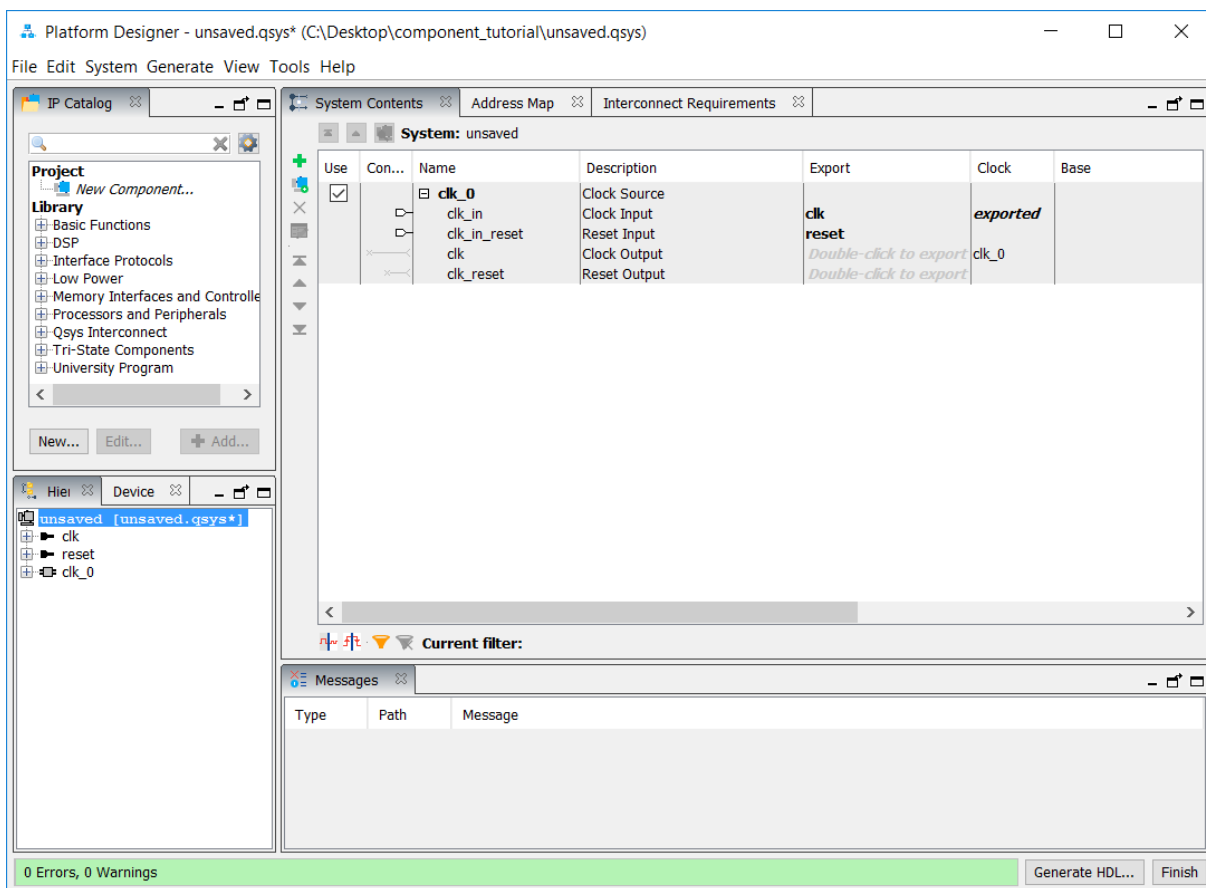 Platform Designer - unsaved.qsys* (C:\Desktop\component_tutorial\unsaved.qsys)
File Edit System Generate View Tools Help
IP Catalog
Project
New Component...
Library
Basic Functions
DSP
Interface Protocols
Low Power
Memory Interfaces and Controlle
Processors and Peripherals
Qsys Interconnect
Tri-State Components
University Program
New... Edit... Add...
Hier Device
unsaved [unsaved.qsys*]
clk
reset
clk_0
System Contents Address Map Interconnect Requirements
System: unsaved
Use Con... Name Description Export Clock Base
clk_0 Clock Source
clk_in Clock Input clk exported
clk_in_reset Reset Input reset
clk Clock Output Double-click to export clk_0
clk_reset Reset Output Double-click to export
Current filter:
Messages
Type Path Message
0 Errors, 0 Warnings
Generate HDL... Finish